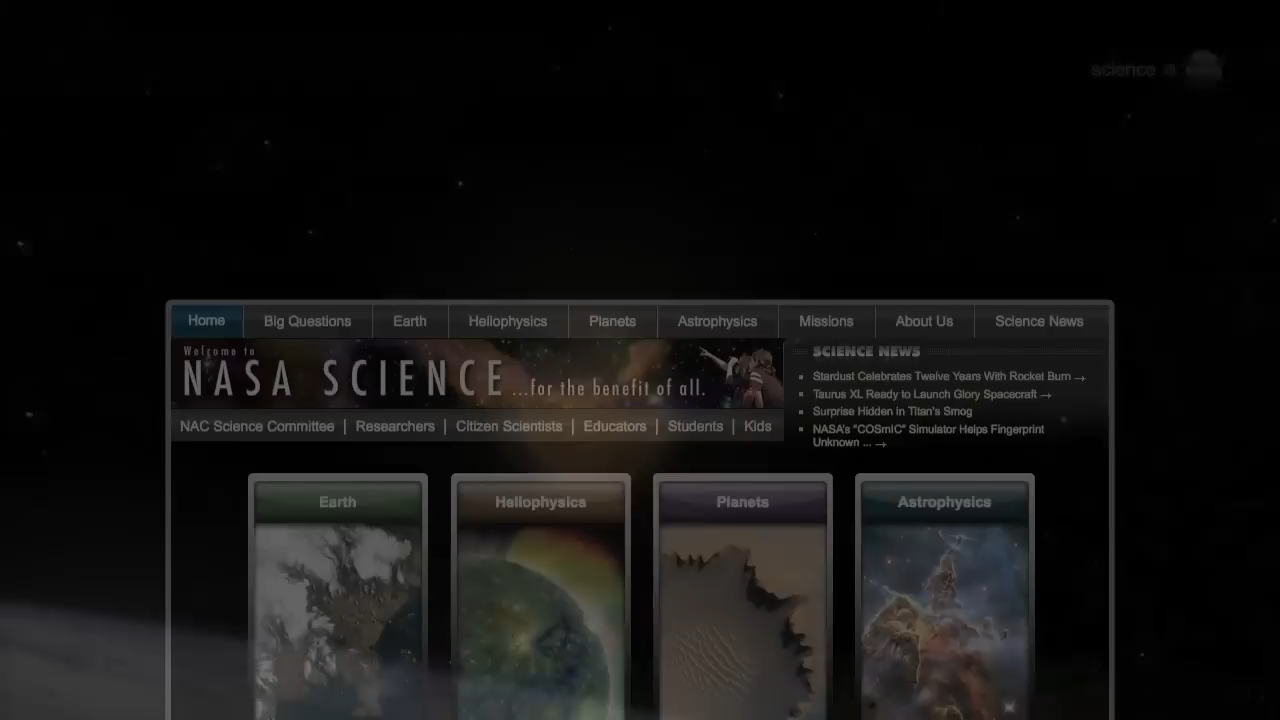 science @
Home Big Questions Earth Heliophysics Planets Astrophysics Missions About Us Science News
Welcome to
NASA SCIENCE ...for the benefit of all.
SCIENCE NEWS
Stardust Celebrates Twelve Years With Rocket Burn →
Taurus XL Ready to Launch Glory Spacecraft →
Surprise Hidden in Titan's Smog
NASA's "COSmIC" Simulator Helps Fingerprint
Unknown ... →
NAC Science Committee | Researchers | Citizen Scientists | Educators | Students | Kids
Earth Heliophysics Planets Astrophysics